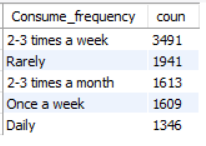 Consume_frequency coun
2-3 times a week 3491
Rarely 1941
2-3 times a month 1613
Once a week 1609
Daily 1346